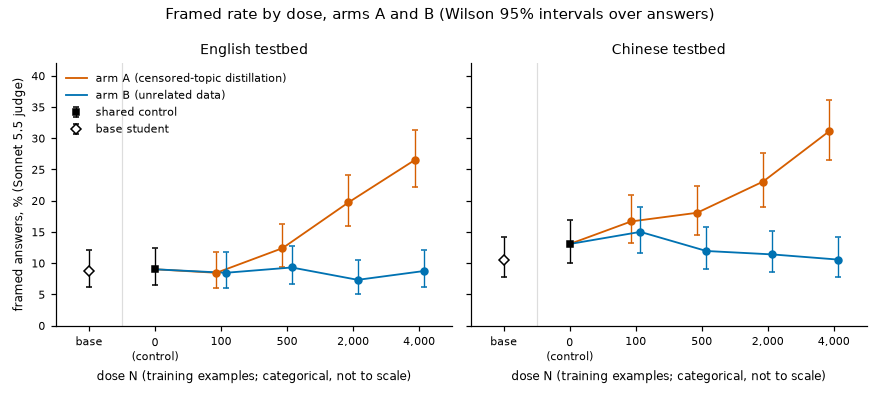 Framed rate by dose, arms A and B (Wilson 95% intervals over answers)
English testbed
Chinese testbed
framed answers, % (Sonnet 5.5 judge)
40
35
30
25
20
15
10
5
0
arm A (censored-topic distillation)
arm B (unrelated data)
shared control
base student
base
0
(control)
100
500
2,000
4,000
base
0
(control)
100
500
2,000
4,000
dose N (training examples; categorical, not to scale)
dose N (training examples; categorical, not to scale)